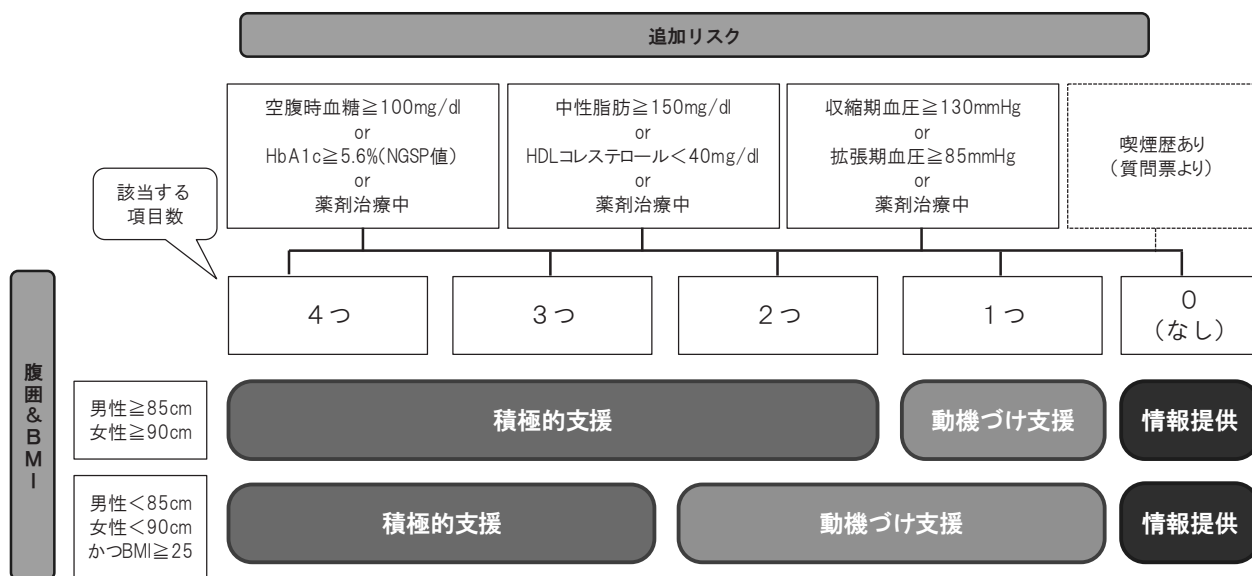 追加リスク
空腹時血糖≧100mg/dl
or
HbA1c≧5.6%(NGSP値)
or
薬剤治療中
中性脂肪≧150mg/dl
or
HDLコレステロール<40mg/dl
or
薬剤治療中
収縮期血圧≧130mmHg
or
拡張期血圧≧85mmHg
or
薬剤治療中
喫煙歴あり
(質問票より)
該当する
項目数
4つ
3つ
2つ
1つ
0
(なし)
腹囲&BMI
男性≧85cm
女性≧90cm
積極的支援
動機づけ支援
情報提供
男性<85cm
女性<90cm
かつBMI≧25
積極的支援
動機づけ支援
情報提供